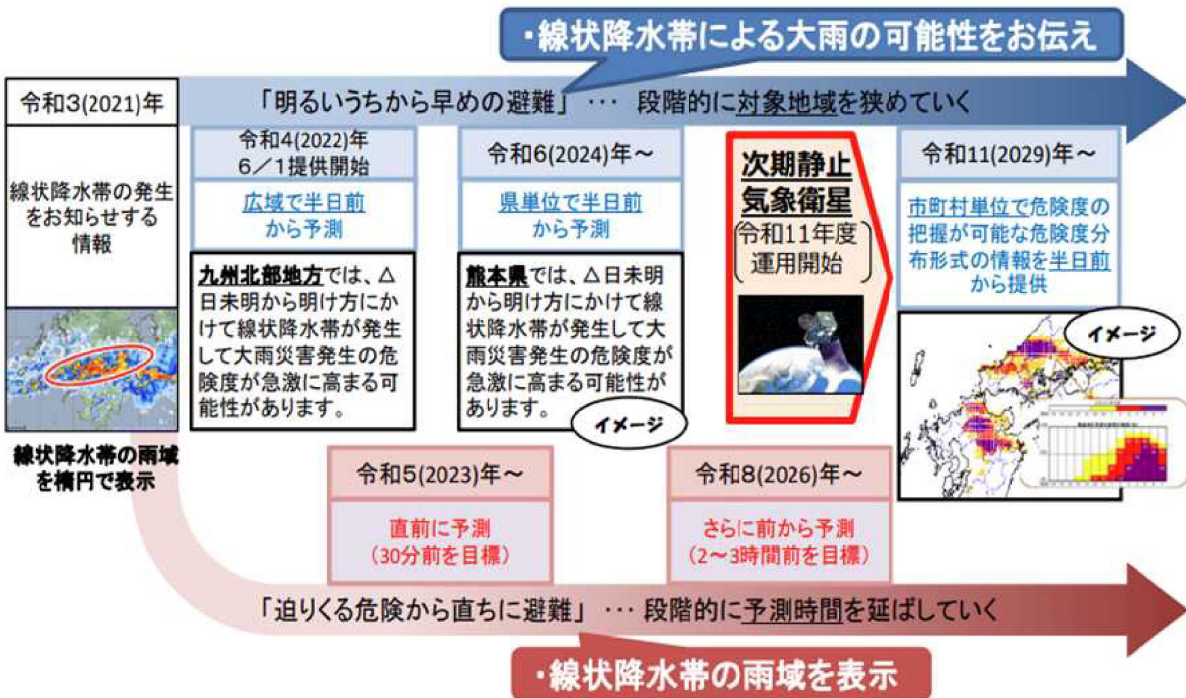 ・線状降水帯による大雨の可能性をお伝え
令和3(2021)年
「明るいうちから早めの避難」 ･･･ 段階的に対象地域を狭めていく
線状降水帯の発生
をお知らせする
情報
線状降水帯の雨域
を楕円で表示
令和4(2022)年
6／1提供開始
広域で半日前
から予測
九州北部地方では、△
日未明から明け方にか
けて線状降水帯が発生
して大雨災害発生の危
険度が急激に高まる可
能性があります。
令和6(2024)年～
県単位で半日前
から予測
熊本県では、△日未明
から明け方にかけて線
状降水帯が発生して大
雨災害発生の危険度が
急激に高まる可能性が
あります。
イメージ
次期静止
気象衛星
令和11年度
運用開始
令和11(2029)年～
市町村単位で危険度の
把握が可能な危険度分
布形式の情報を半日前
から提供
イメージ
令和5(2023)年～
直前に予測
（30分前を目標）
令和8(2026)年～
さらに前から予測
（2～3時間前を目標）
「迫りくる危険から直ちに避難」 ･･･ 段階的に予測時間を延ばしていく
・線状降水帯の雨域を表示